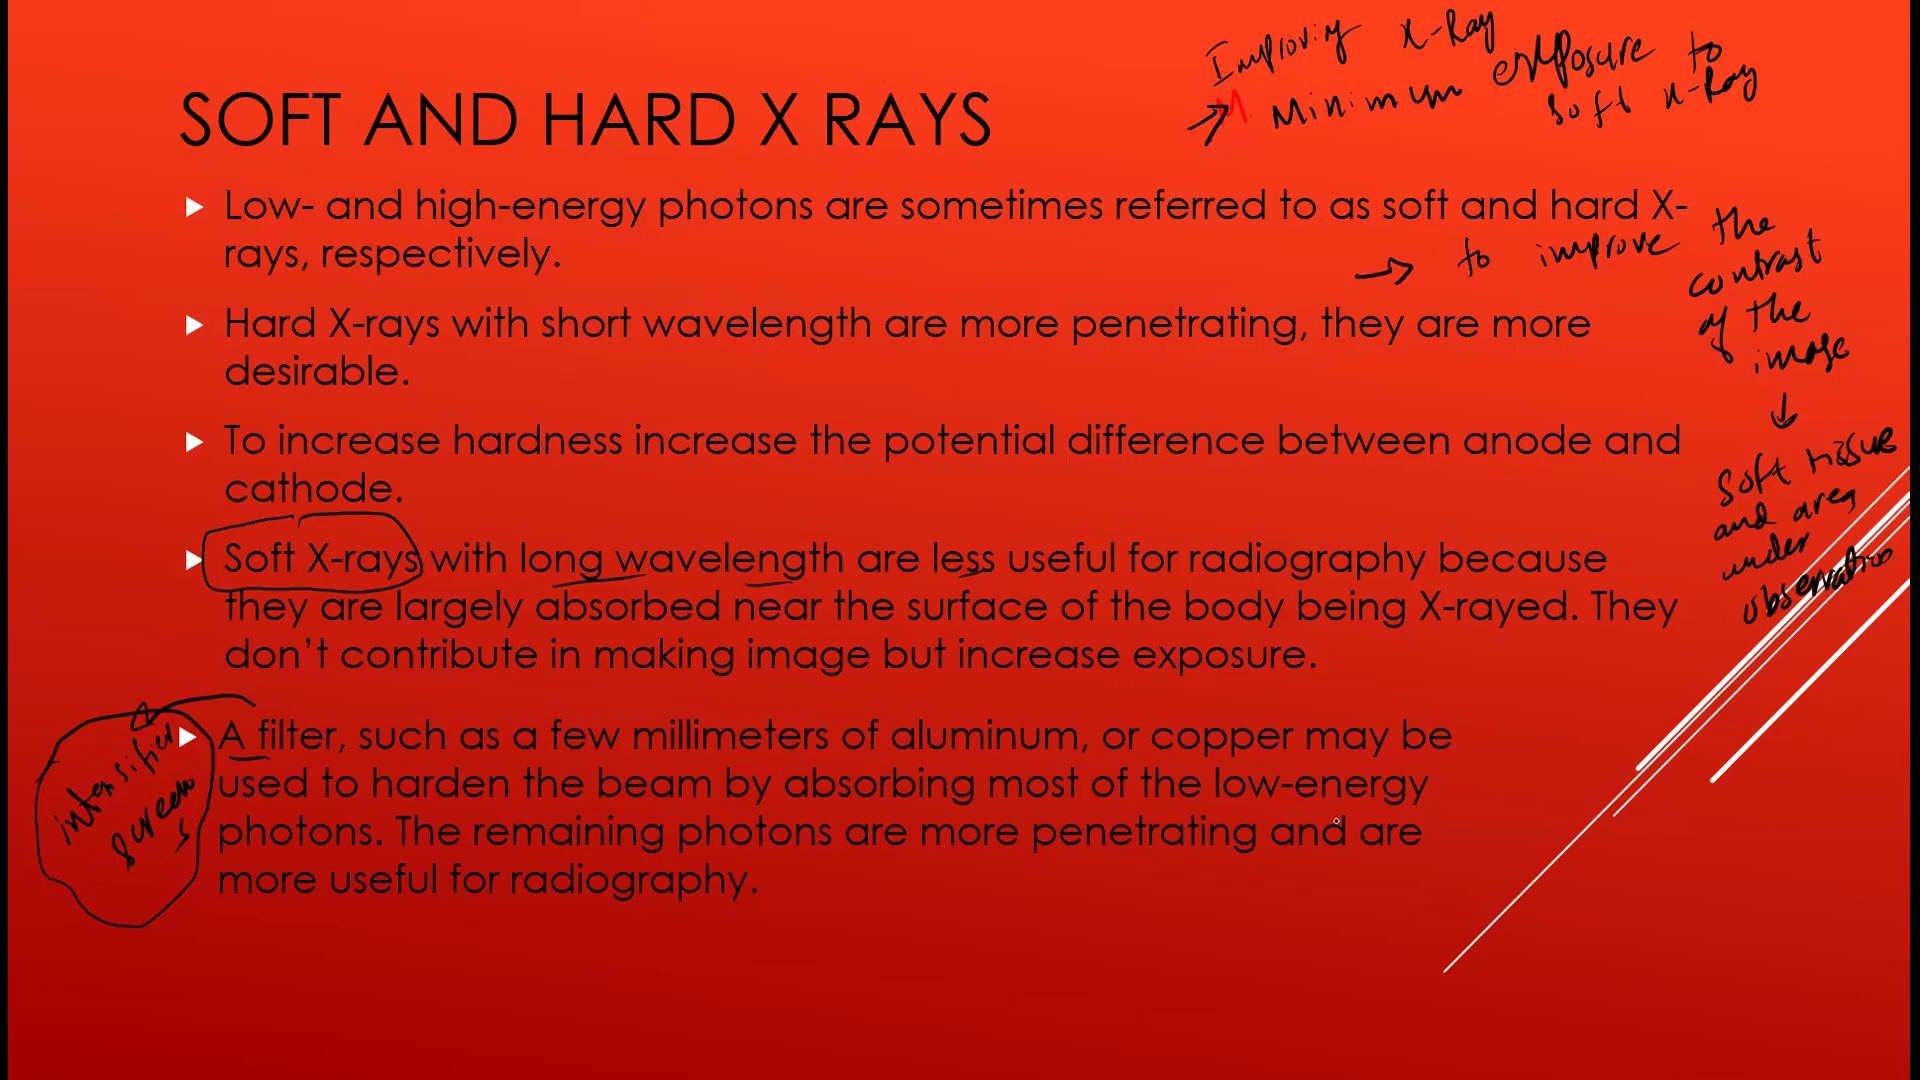 Improving X-Ray
M. Minimum exposure to
soft X-Ray
SOFT AND HARD X RAYS
Low- and high-energy photons are sometimes referred to as soft and hard X-
rays, respectively.
to improve the
contrast
of the
image
Hard X-rays with short wavelength are more penetrating, they are more
desirable.
To increase hardness increase the potential difference between anode and
cathode.
Soft tissue
and area
under
observation
Soft X-rays with long wavelength are less useful for radiography because
they are largely absorbed near the surface of the body being X-rayed. They
don't contribute in making image but increase exposure.
A filter, such as a few millimeters of aluminum, or copper may be
used to harden the beam by absorbing most of the low-energy
photons. The remaining photons are more penetrating and are
more useful for radiography.
screen